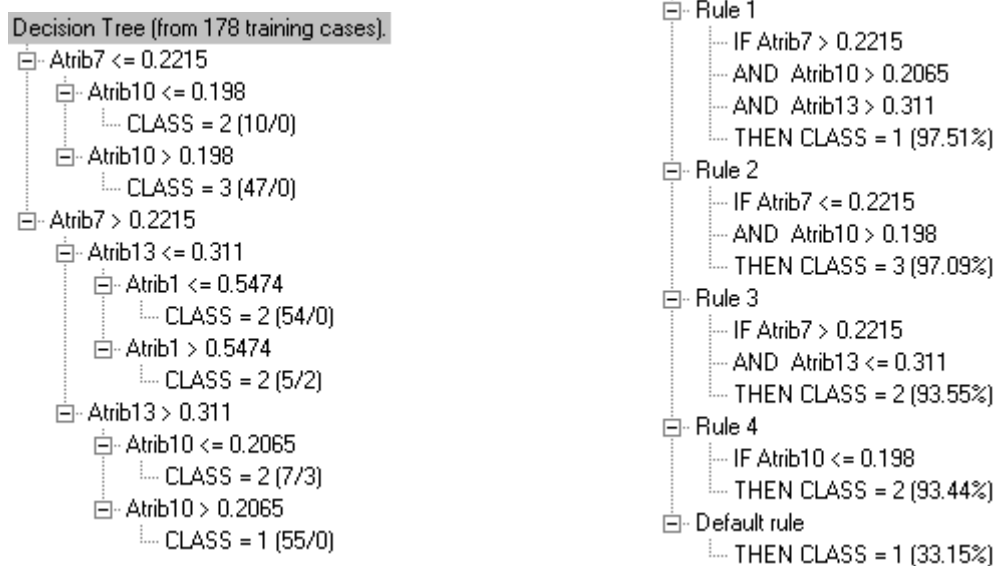 Decision Tree (from 178 training cases).
Atrib7 <= 0.2215
Atrib10 <= 0.198
CLASS = 2 (10/0)
Atrib10 > 0.198
CLASS = 3 (47/0)
Atrib7 > 0.2215
Atrib13 <= 0.311
Atrib1 <= 0.5474
CLASS = 2 (54/0)
Atrib1 > 0.5474
CLASS = 2 (5/2)
Atrib13 > 0.311
Atrib10 <= 0.2065
CLASS = 2 (7/3)
Atrib10 > 0.2065
CLASS = 1 (55/0)
Rule 1
IF Atrib7 > 0.2215
AND Atrib10 > 0.2065
AND Atrib13 > 0.311
THEN CLASS = 1 (97.51%)
Rule 2
IF Atrib7 <= 0.2215
AND Atrib10 > 0.198
THEN CLASS = 3 (97.09%)
Rule 3
IF Atrib7 > 0.2215
AND Atrib13 <= 0.311
THEN CLASS = 2 (93.55%)
Rule 4
IF Atrib10 <= 0.198
THEN CLASS = 2 (93.44%)
Default rule
THEN CLASS = 1 (33.15%)